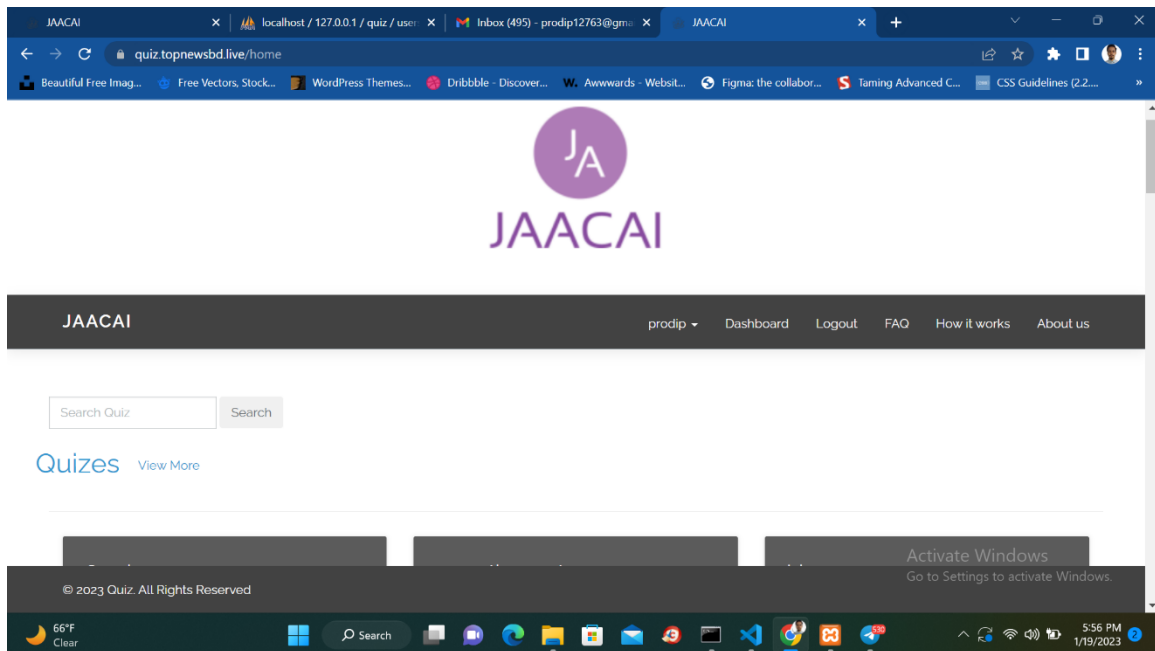 JAACAI
localhost / 127.0.0.1 / quiz / user
Inbox (495) - prodip12763@gma
JAACAI
quiz.topnewsbd.live/home
Beautiful Free Imag...
Free Vectors, Stock...
WordPress Themes...
Dribbble - Discover...
W. Awwwards - Websit...
Figma: the collabor...
Taming Advanced C...
CSS Guidelines (2.2....
»
JA
JAACAI
JAACAI
prodip
Dashboard
Logout
FAQ
How it works
About us
Search Quiz
Search
Quizes
View More
Activate Windows
Go to Settings to activate Windows.
© 2023 Quiz. All Rights Reserved
66°F
Clear
Search
5:56 PM
1/19/2023
2